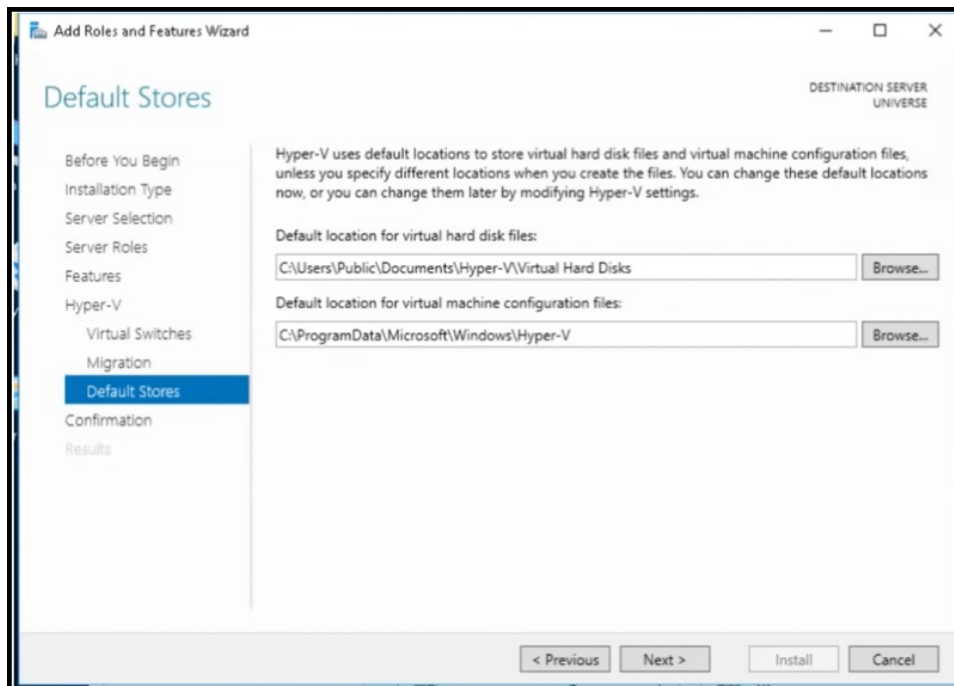 Add Roles and Features Wizard
Default Stores
DESTINATION SERVER
UNIVERSE
Before You Begin
Installation Type
Server Selection
Server Roles
Features
Hyper-V
Virtual Switches
Migration
Default Stores
Confirmation
Results
Hyper-V uses default locations to store virtual hard disk files and virtual machine configuration files,
unless you specify different locations when you create the files. You can change these default locations
now, or you can change them later by modifying Hyper-V settings.
Default location for virtual hard disk files:
C:\Users\Public\Documents\Hyper-V\Virtual Hard Disks
Browse...
Default location for virtual machine configuration files:
C:\ProgramData\Microsoft\Windows\Hyper-V
Browse...
< Previous
Next >
Install
Cancel